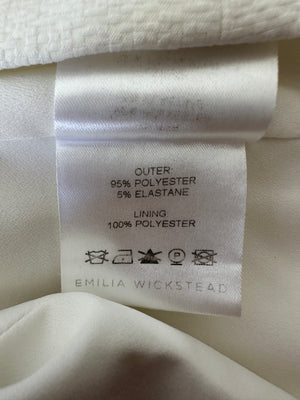 OUTER:
95% POLYESTER
5% ELASTANE
LINING
100% POLYESTER
P
EMILIA WICKSTEAD